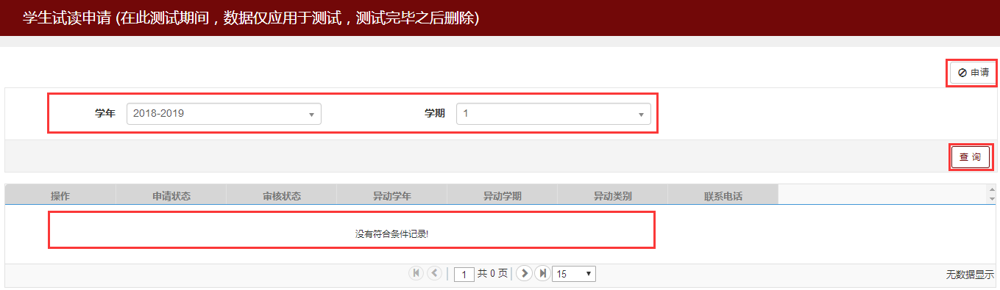 学生试读申请 (在此测试期间，数据仅应用于测试，测试完毕之后删除)
申请
学年 2018-2019 学期 1
查 询
操作 申请状态 审核状态 异动学年 异动学期 异动类别 联系电话
没有符合条件记录!
1 共 0 页 15 无数据显示